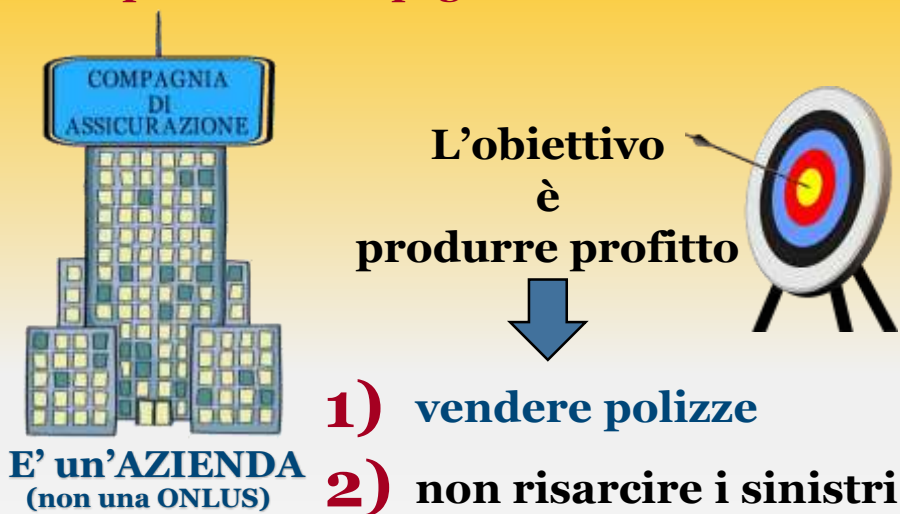 COMPAGNIA
DI
ASSICURAZIONE
L'obiettivo
è
produrre profitto
1) vendere polizze
E' un'AZIENDA
(non una ONLUS)
2) non risarcire i sinistri